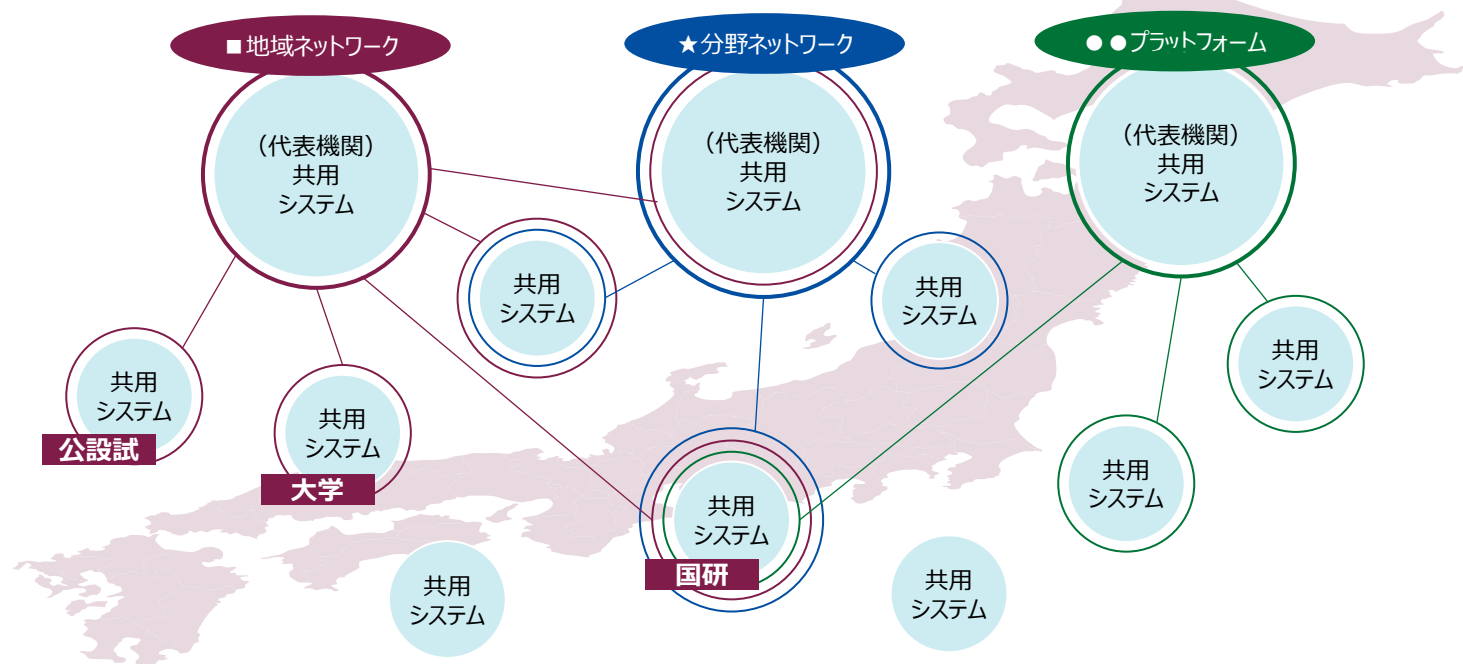 ■地域ネットワーク
★分野ネットワーク
●●プラットフォーム
（代表機関）
共用
システム
（代表機関）
共用
システム
（代表機関）
共用
システム
共用
システム
共用
システム
共用
システム
公設試
共用
システム
大学
共用
システム
共用
システム
共用
システム
国研
共用
システム
共用
システム